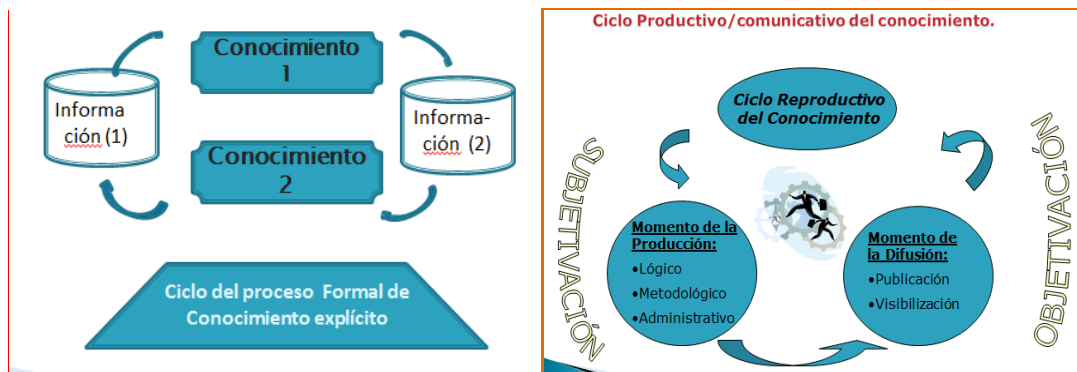 Conocimiento
1
Informa
ción (1)
Informa-
ción (2)
Conocimiento
2
Ciclo del proceso Formal de
Conocimiento explícito
Ciclo Productivo/comunicativo del conocimiento.
Ciclo Reproductivo
del Conocimiento
SUBJETIVACIÓN
OBJETIVACIÓN
Momento de la
Producción:
•Lógico
•Metodológico
•Administrativo
Momento de
la Difusión:
•Publicación
•Visibilización